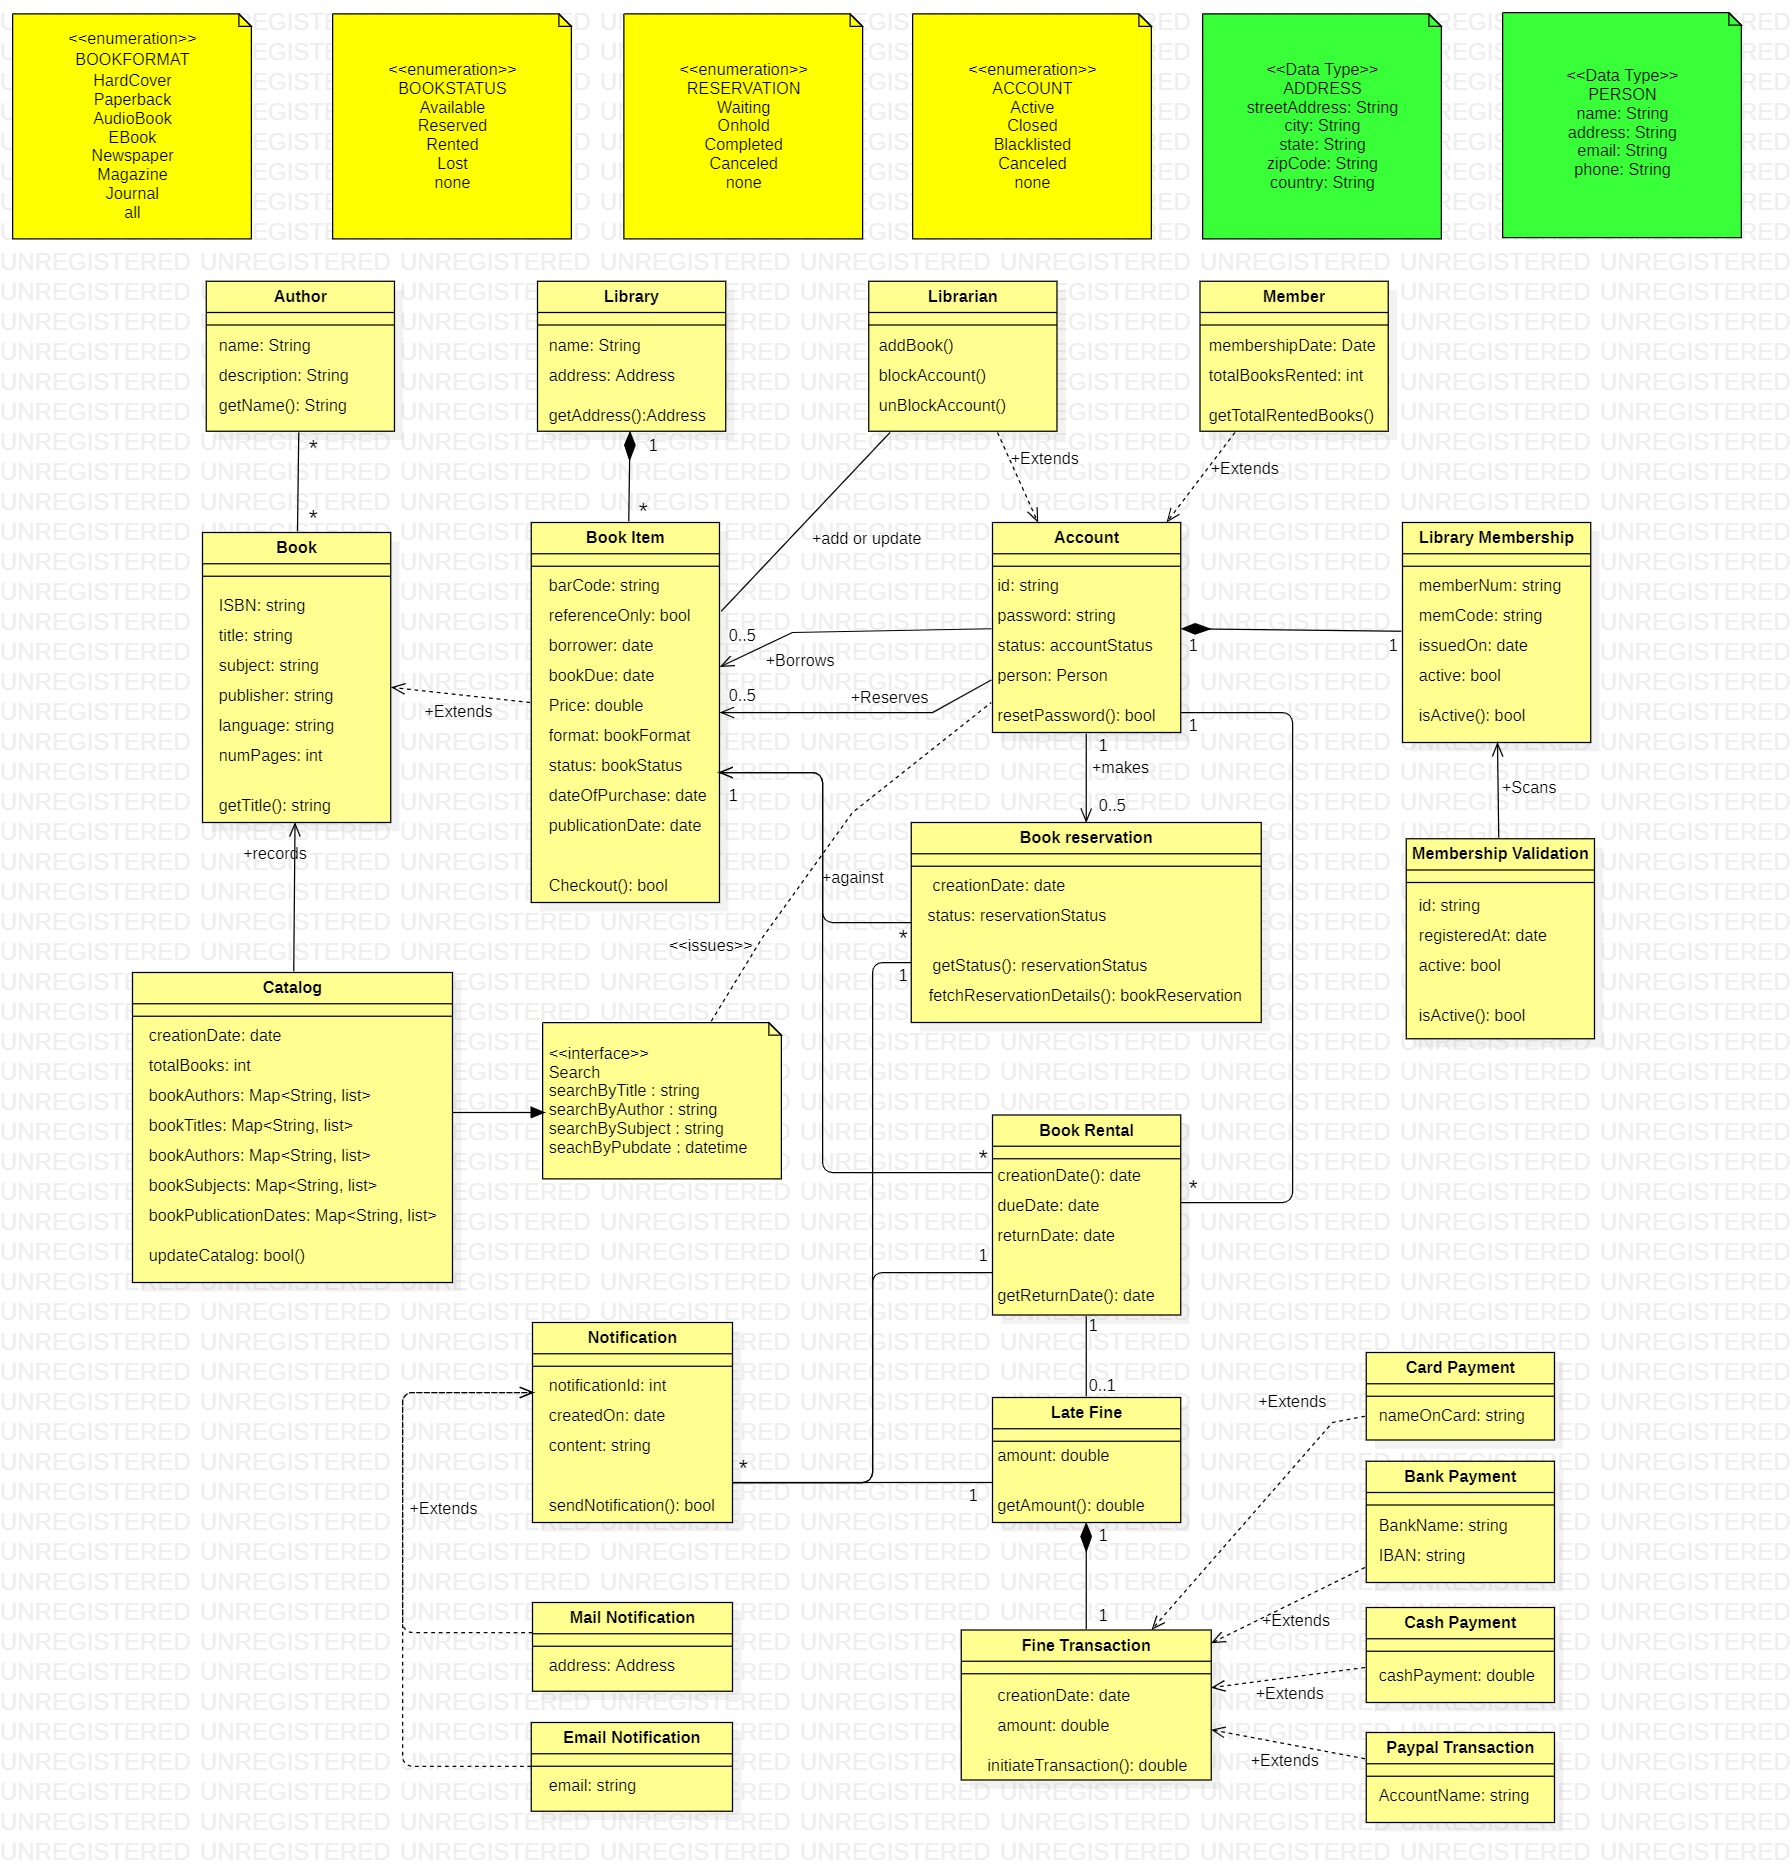 <<enumeration>>
BOOKFORMAT
HardCover
Paperback
AudioBook
EBook
Newspaper
Magazine
Journal
all
<<enumeration>>
BOOKSTATUS
Available
Reserved
Rented
Lost
none
<<enumeration>>
RESERVATION
Waiting
Onhold
Completed
Canceled
none
<<enumeration>>
ACCOUNT
Active
Closed
Blacklisted
Canceled
none
<<Data Type>>
ADDRESS
streetAddress: String
city: String
state: String
zipCode: String
country: String
<<Data Type>>
PERSON
name: String
address: String
email: String
phone: String
UNREGISTERED
Author
name: String
description: String
getName(): String
*
*
Library
name: String
address: Address
getAddress():Address
1
*
Librarian
addBook()
blockAccount()
unBlockAccount()
+Extends
+add or update
Member
membershipDate: Date
totalBooksRented: int
getTotalRentedBooks()
+Extends
Book
ISBN: string
title: string
subject: string
publisher: string
language: string
numPages: int
getTitle(): string
+Extends
+records
Book Item
barCode: string
referenceOnly: bool
borrower: date
bookDue: date
Price: double
format: bookFormat
status: bookStatus
dateOfPurchase: date
publicationDate: date
Checkout(): bool
0..5
+Borrows
0..5
+Reserves
1
Account
id: string
password: string
status: accountStatus
person: Person
resetPassword(): bool
1
1
1
1
+makes
0..5
Library Membership
memberNum: string
memCode: string
issuedOn: date
active: bool
isActive(): bool
+Scans
Membership Validation
id: string
registeredAt: date
active: bool
isActive(): bool
Book reservation
creationDate: date
status: reservationStatus
getStatus(): reservationStatus
fetchReservationDetails(): bookReservation
+against
<<issues>>
*
1
Catalog
creationDate: date
totalBooks: int
bookAuthors: Map<String, list>
bookTitles: Map<String, list>
bookAuthors: Map<String, list>
bookSubjects: Map<String, list>
bookPublicationDates: Map<String, list>
updateCatalog: bool()
<<interface>>
Search
searchByTitle : string
searchByAuthor : string
searchBySubject : string
seachByPubdate : datetime
Book Rental
creationDate(): date
dueDate: date
returnDate: date
getReturnDate(): date
*
*
1
1
0..1
Notification
notificationId: int
createdOn: date
content: string
sendNotification(): bool
*
1
+Extends
Late Fine
amount: double
getAmount(): double
1
1
Card Payment
nameOnCard: string
+Extends
Bank Payment
BankName: string
IBAN: string
+Extends
Mail Notification
address: Address
Fine Transaction
creationDate: date
amount: double
initiateTransaction(): double
Cash Payment
cashPayment: double
+Extends
Email Notification
email: string
Paypal Transaction
AccountName: string
+Extends